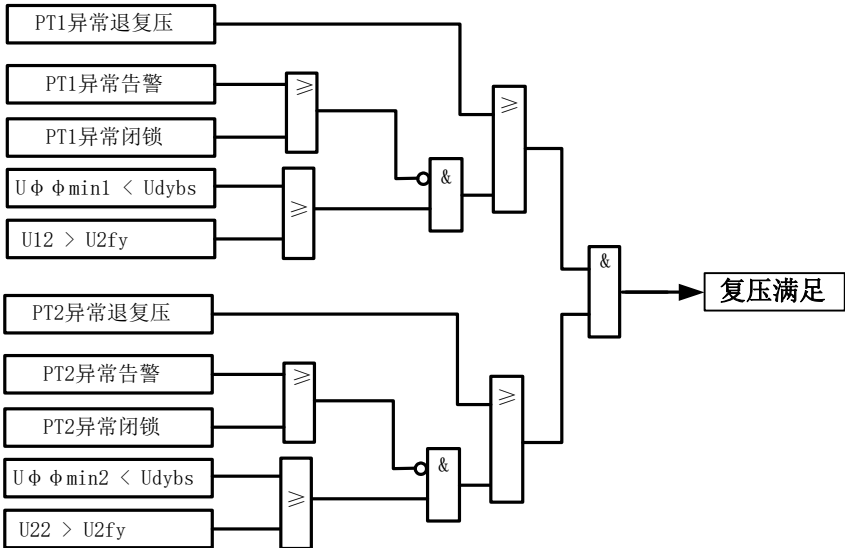 PT1异常退复压
PT1异常告警
PT1异常闭锁
UΦΦmin1 < Udybs
U12 > U2fy
≥
≥
&
≥
&
复压满足
PT2异常退复压
PT2异常告警
PT2异常闭锁
UΦΦmin2 < Udybs
U22 > U2fy
≥
≥
&
≥